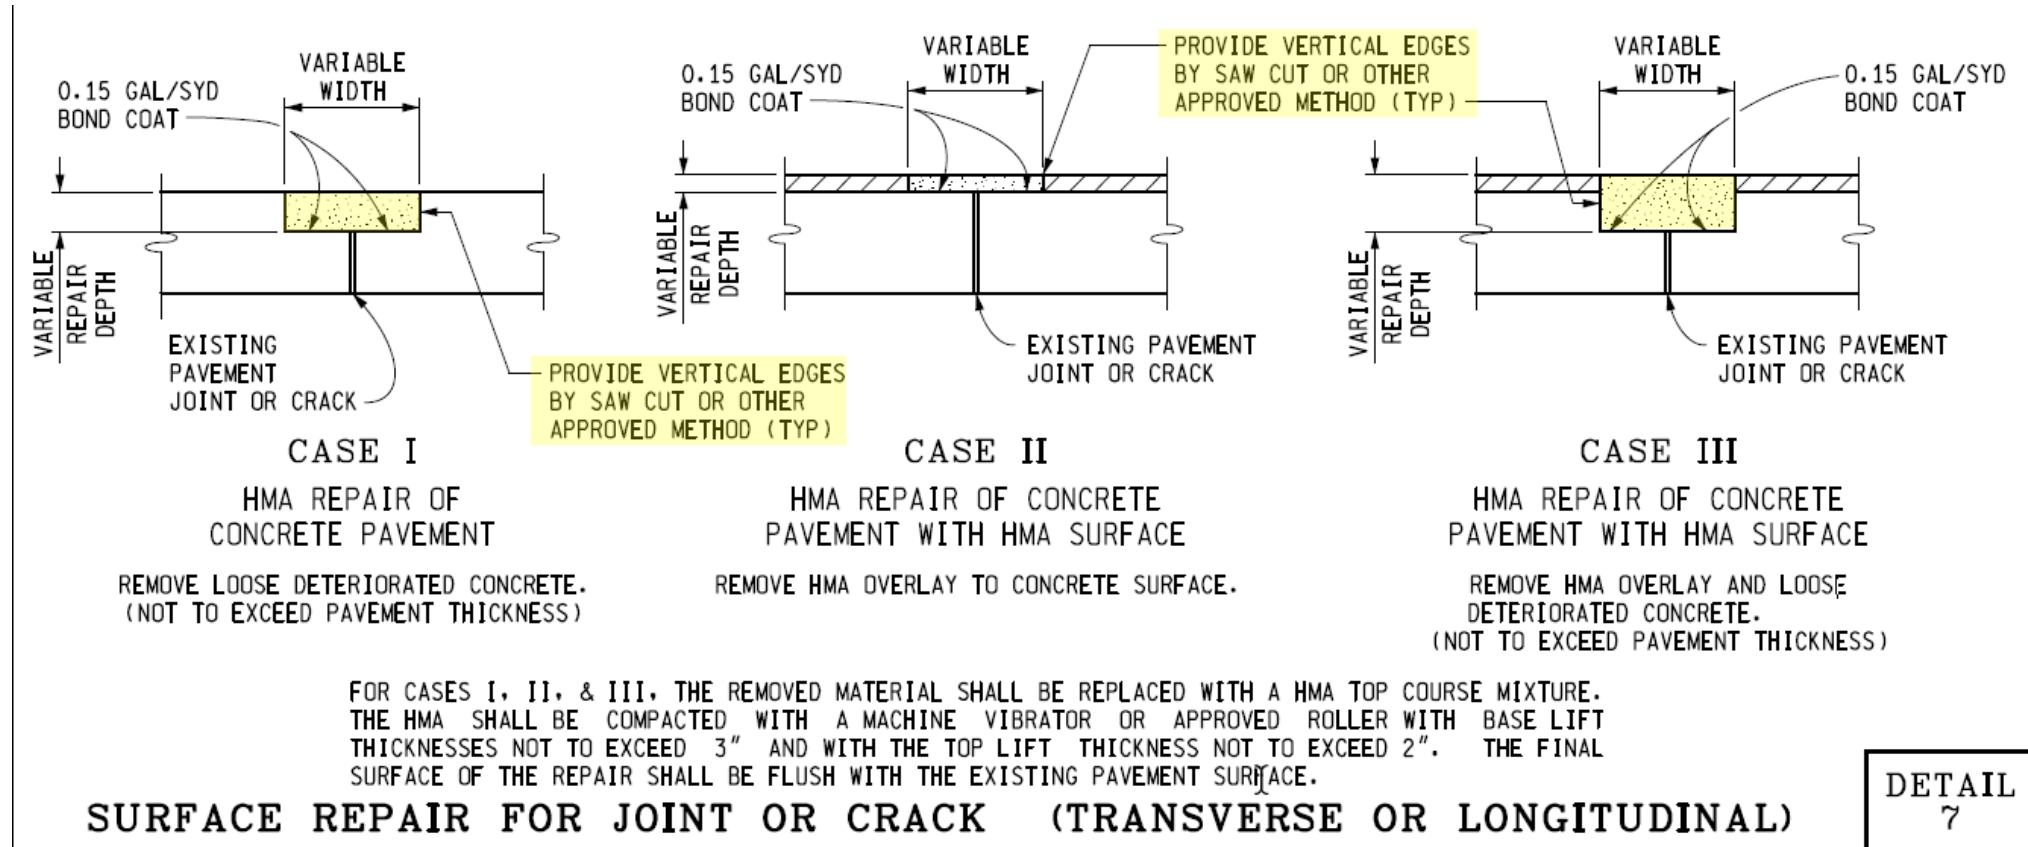 VARIABLE
WIDTH
0.15 GAL/SYD
BOND COAT
VARIABLE
REPAIR
DEPTH
EXISTING
PAVEMENT
JOINT OR CRACK
PROVIDE VERTICAL EDGES
BY SAW CUT OR OTHER
APPROVED METHOD (TYP)
CASE I
HMA REPAIR OF
CONCRETE PAVEMENT
REMOVE LOOSE DETERIORATED CONCRETE.
(NOT TO EXCEED PAVEMENT THICKNESS)
VARIABLE
WIDTH
0.15 GAL/SYD
BOND COAT
PROVIDE VERTICAL EDGES
BY SAW CUT OR OTHER
APPROVED METHOD (TYP)
VARIABLE
REPAIR
DEPTH
EXISTING PAVEMENT
JOINT OR CRACK
CASE II
HMA REPAIR OF CONCRETE
PAVEMENT WITH HMA SURFACE
REMOVE HMA OVERLAY TO CONCRETE SURFACE.
VARIABLE
WIDTH
0.15 GAL/SYD
BOND COAT
VARIABLE
REPAIR
DEPTH
EXISTING PAVEMENT
JOINT OR CRACK
CASE III
HMA REPAIR OF CONCRETE
PAVEMENT WITH HMA SURFACE
REMOVE HMA OVERLAY AND LOOSE
DETERIORATED CONCRETE.
(NOT TO EXCEED PAVEMENT THICKNESS)
FOR CASES I, II, & III, THE REMOVED MATERIAL SHALL BE REPLACED WITH A HMA TOP COURSE MIXTURE.
THE HMA SHALL BE COMPACTED WITH A MACHINE VIBRATOR OR APPROVED ROLLER WITH BASE LIFT
THICKNESSES NOT TO EXCEED 3" AND WITH THE TOP LIFT THICKNESS NOT TO EXCEED 2". THE FINAL
SURFACE OF THE REPAIR SHALL BE FLUSH WITH THE EXISTING PAVEMENT SURFACE.
SURFACE REPAIR FOR JOINT OR CRACK (TRANSVERSE OR LONGITUDINAL)
DETAIL
7